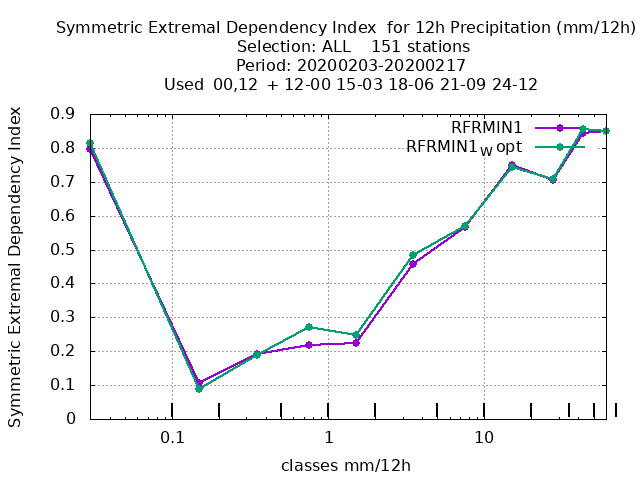 Symmetric Extremal Dependency Index  for 12h Precipitation (mm/12h)
Selection: ALL    151 stations
Period: 20200203-20200217
Used  00,12  + 12-00 15-03 18-06 21-09 24-12
Symmetric Extremal Dependency Index
0.9
0.8
0.7
0.6
0.5
0.4
0.3
0.2
0.1
0
RFRMIN1
RFRMIN1W opt
0.1
1
10
classes mm/12h